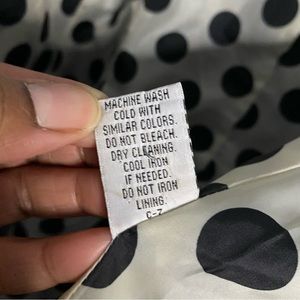 MACHINE WASH
COLD WITH
SIMILAR COLORS.
DO NOT BLEACH.
DRY CLEANING.
COOL IRON
IF NEEDED.
DO NOT IRON
LINING.
C-7